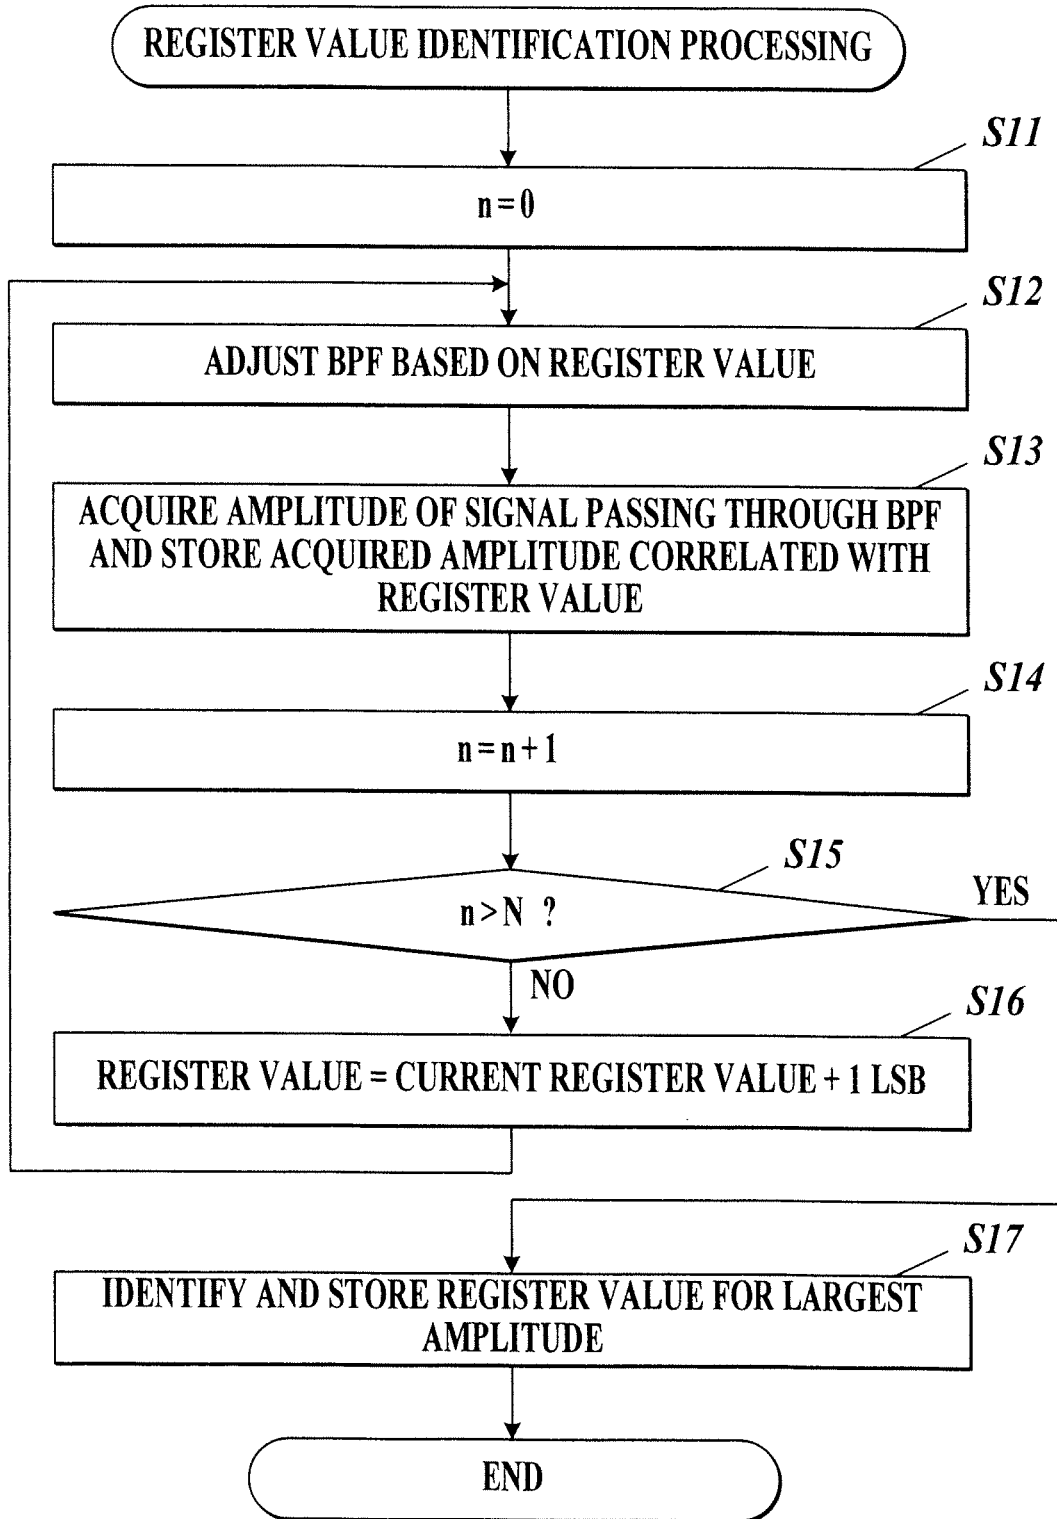 REGISTER VALUE IDENTIFICATION PROCESSING
S11
n=0
S12
ADJUST BPF BASED ON REGISTER VALUE
S13
ACQUIRE AMPLITUDE OF SIGNAL PASSING THROUGH BPF
AND STORE ACQUIRED AMPLITUDE CORRELATED WITH
REGISTER VALUE
S14
n=n+1
S15
YES
n>N ?
NO
S16
REGISTER VALUE = CURRENT REGISTER VALUE + 1 LSB
S17
IDENTIFY AND STORE REGISTER VALUE FOR LARGEST
AMPLITUDE
END